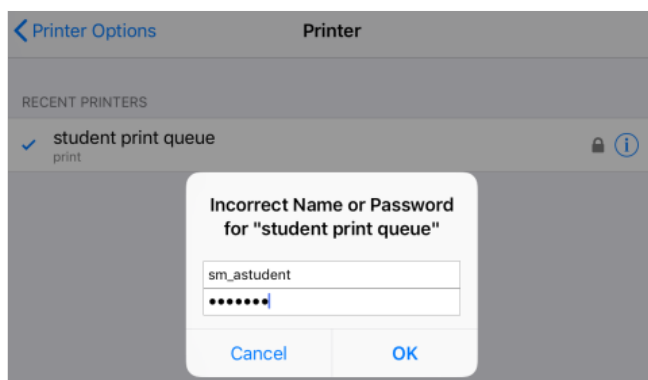 Printer Options Printer
RECENT PRINTERS
student print queue
print
Incorrect Name or Password
for "student print queue"
sm_astudent
•••••••
Cancel OK